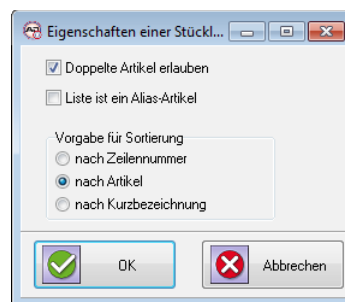 Eigenschaften einer Stückl...
Doppelte Artikel erlauben
Liste ist ein Alias-Artikel
Vorgabe für Sortierung
nach Zeilennummer
nach Artikel
nach Kurzbezeichnung
OK
Abbrechen